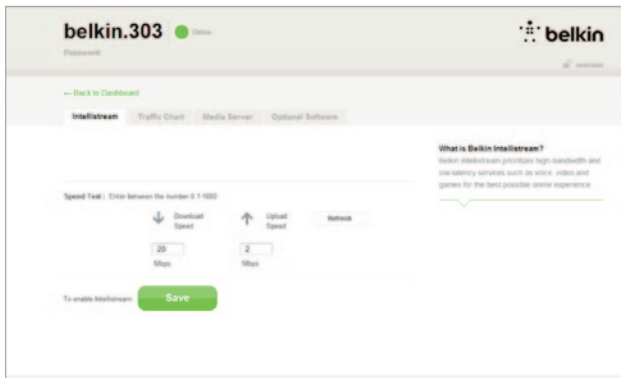 belkin.303 Online
belkin
Password:
unlocked
← Back to Dashboard
Intellistream Traffic Chart Media Server Optional Software
What is Belkin Intellistream?
Belkin Intellistream prioritizes high-bandwidth and
low-latency services such as voice, video and
games for the best possible online experience
Speed Test : Enter between the number 0.1-1000
Download
Speed
Upload
Speed
Refresh
20
2
Mbps
Mbps
To enable Intellistream:
Save